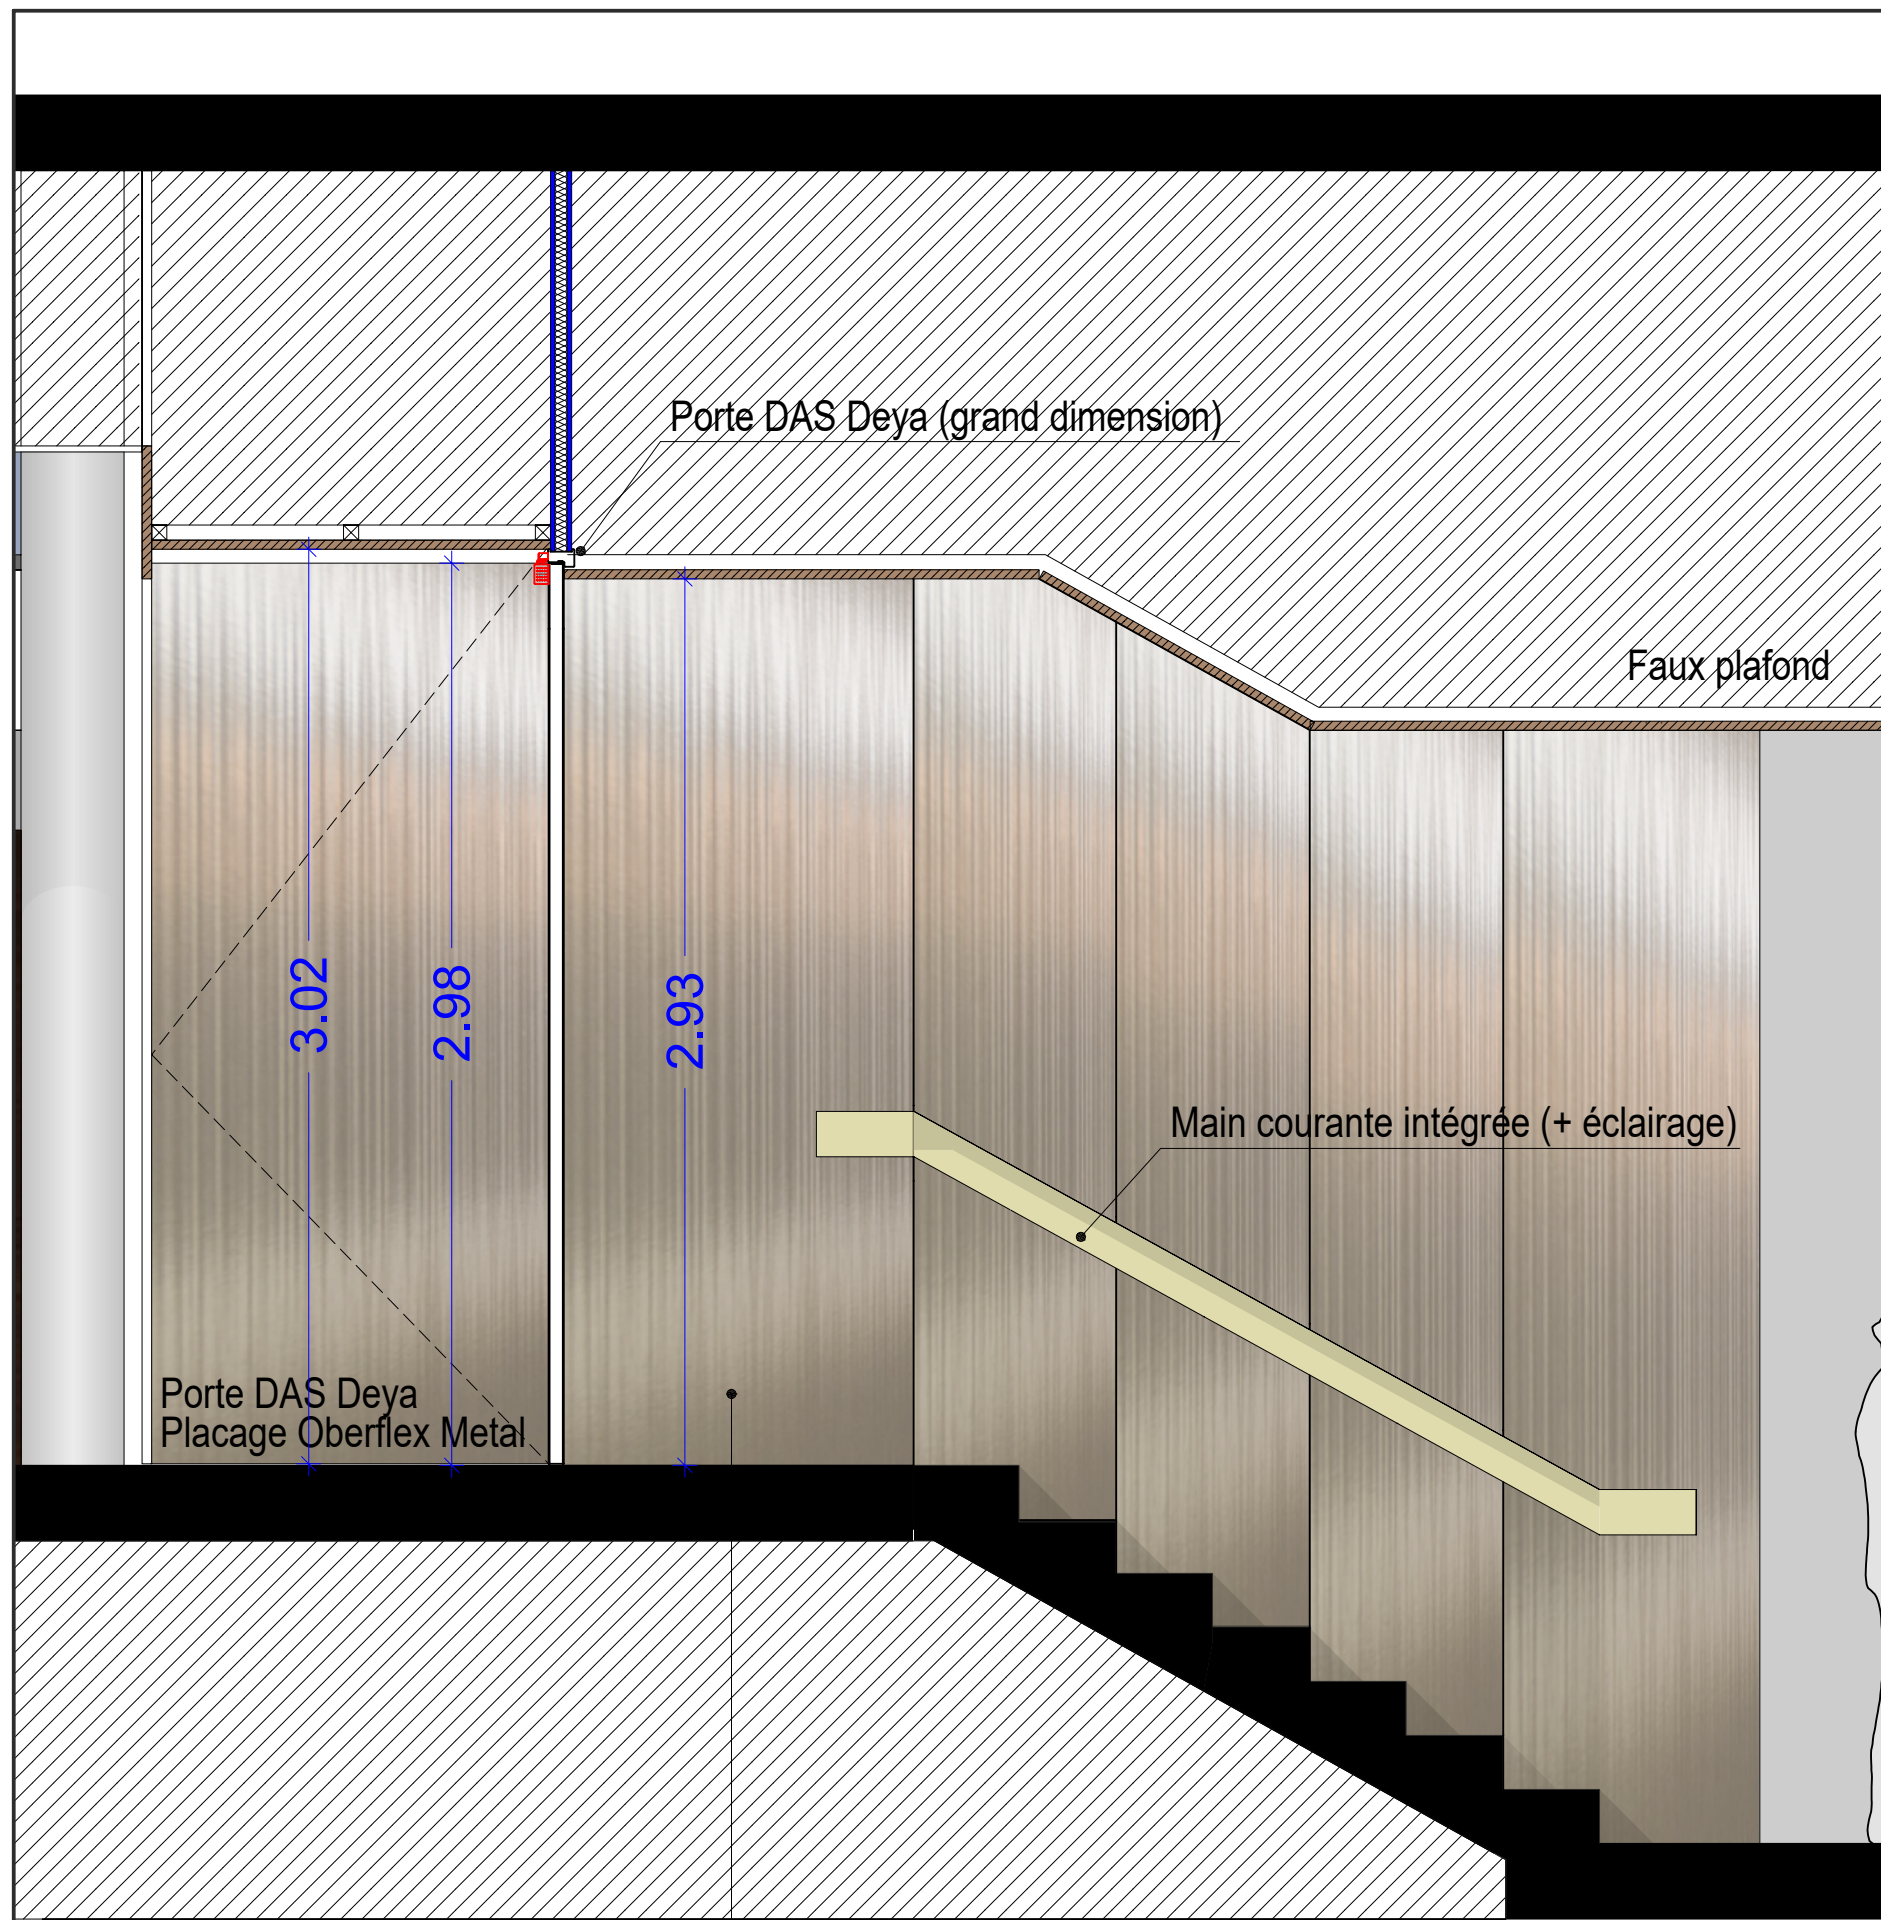 Porte DAS Deya (grand dimension)
Faux plafond
3.02
2.98
2.93
Main courante intégrée (+ éclairage)
Porte DAS Deya
Placage Oberflex Metal